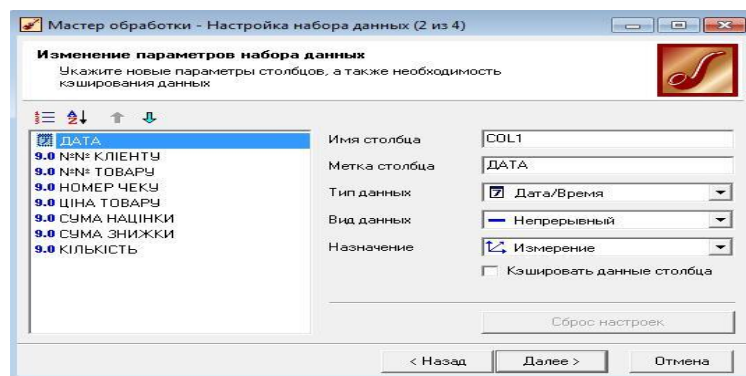 Мастер обработки - Настройка набора данных (2 из 4)
Изменение параметров набора данных
Укажите новые параметры столбцов, а также необходимость
кэширования данных
ДАТА
9.0 №№ КЛІЄНТУ
9.0 №№ ТОВАРУ
9.0 НОМЕР ЧЕКУ
9.0 ЦІНА ТОВАРУ
9.0 СУМА НАЦІНКИ
9.0 СУМА ЗНИЖКИ
9.0 КІЛЬКІСТЬ
Имя столбца COL1
Метка столбца ДАТА
Тип данных 7 Дата/Время
Вид данных Непрерывный
Назначение Измерение
Кэшировать данные столбца
Сброс настроек
< Назад Далее > Отмена